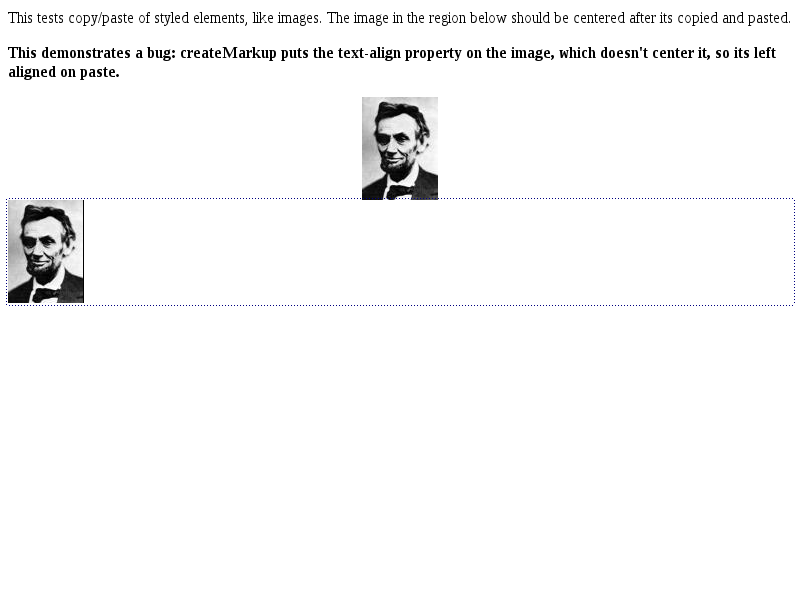 This tests copy/paste of styled elements, like images. The image in the region below should be centered after its copied and pasted.
This demonstrates a bug: createMarkup puts the text-align property on the image, which doesn't center it, so its left
aligned on paste.